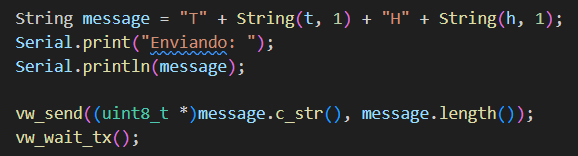 String message = "T" + String(t, 1) + "H" + String(h, 1);
Serial.print("Enviando: ");
Serial.println(message);
vw_send((uint8_t *)message.c_str(), message.length());
vw_wait_tx();